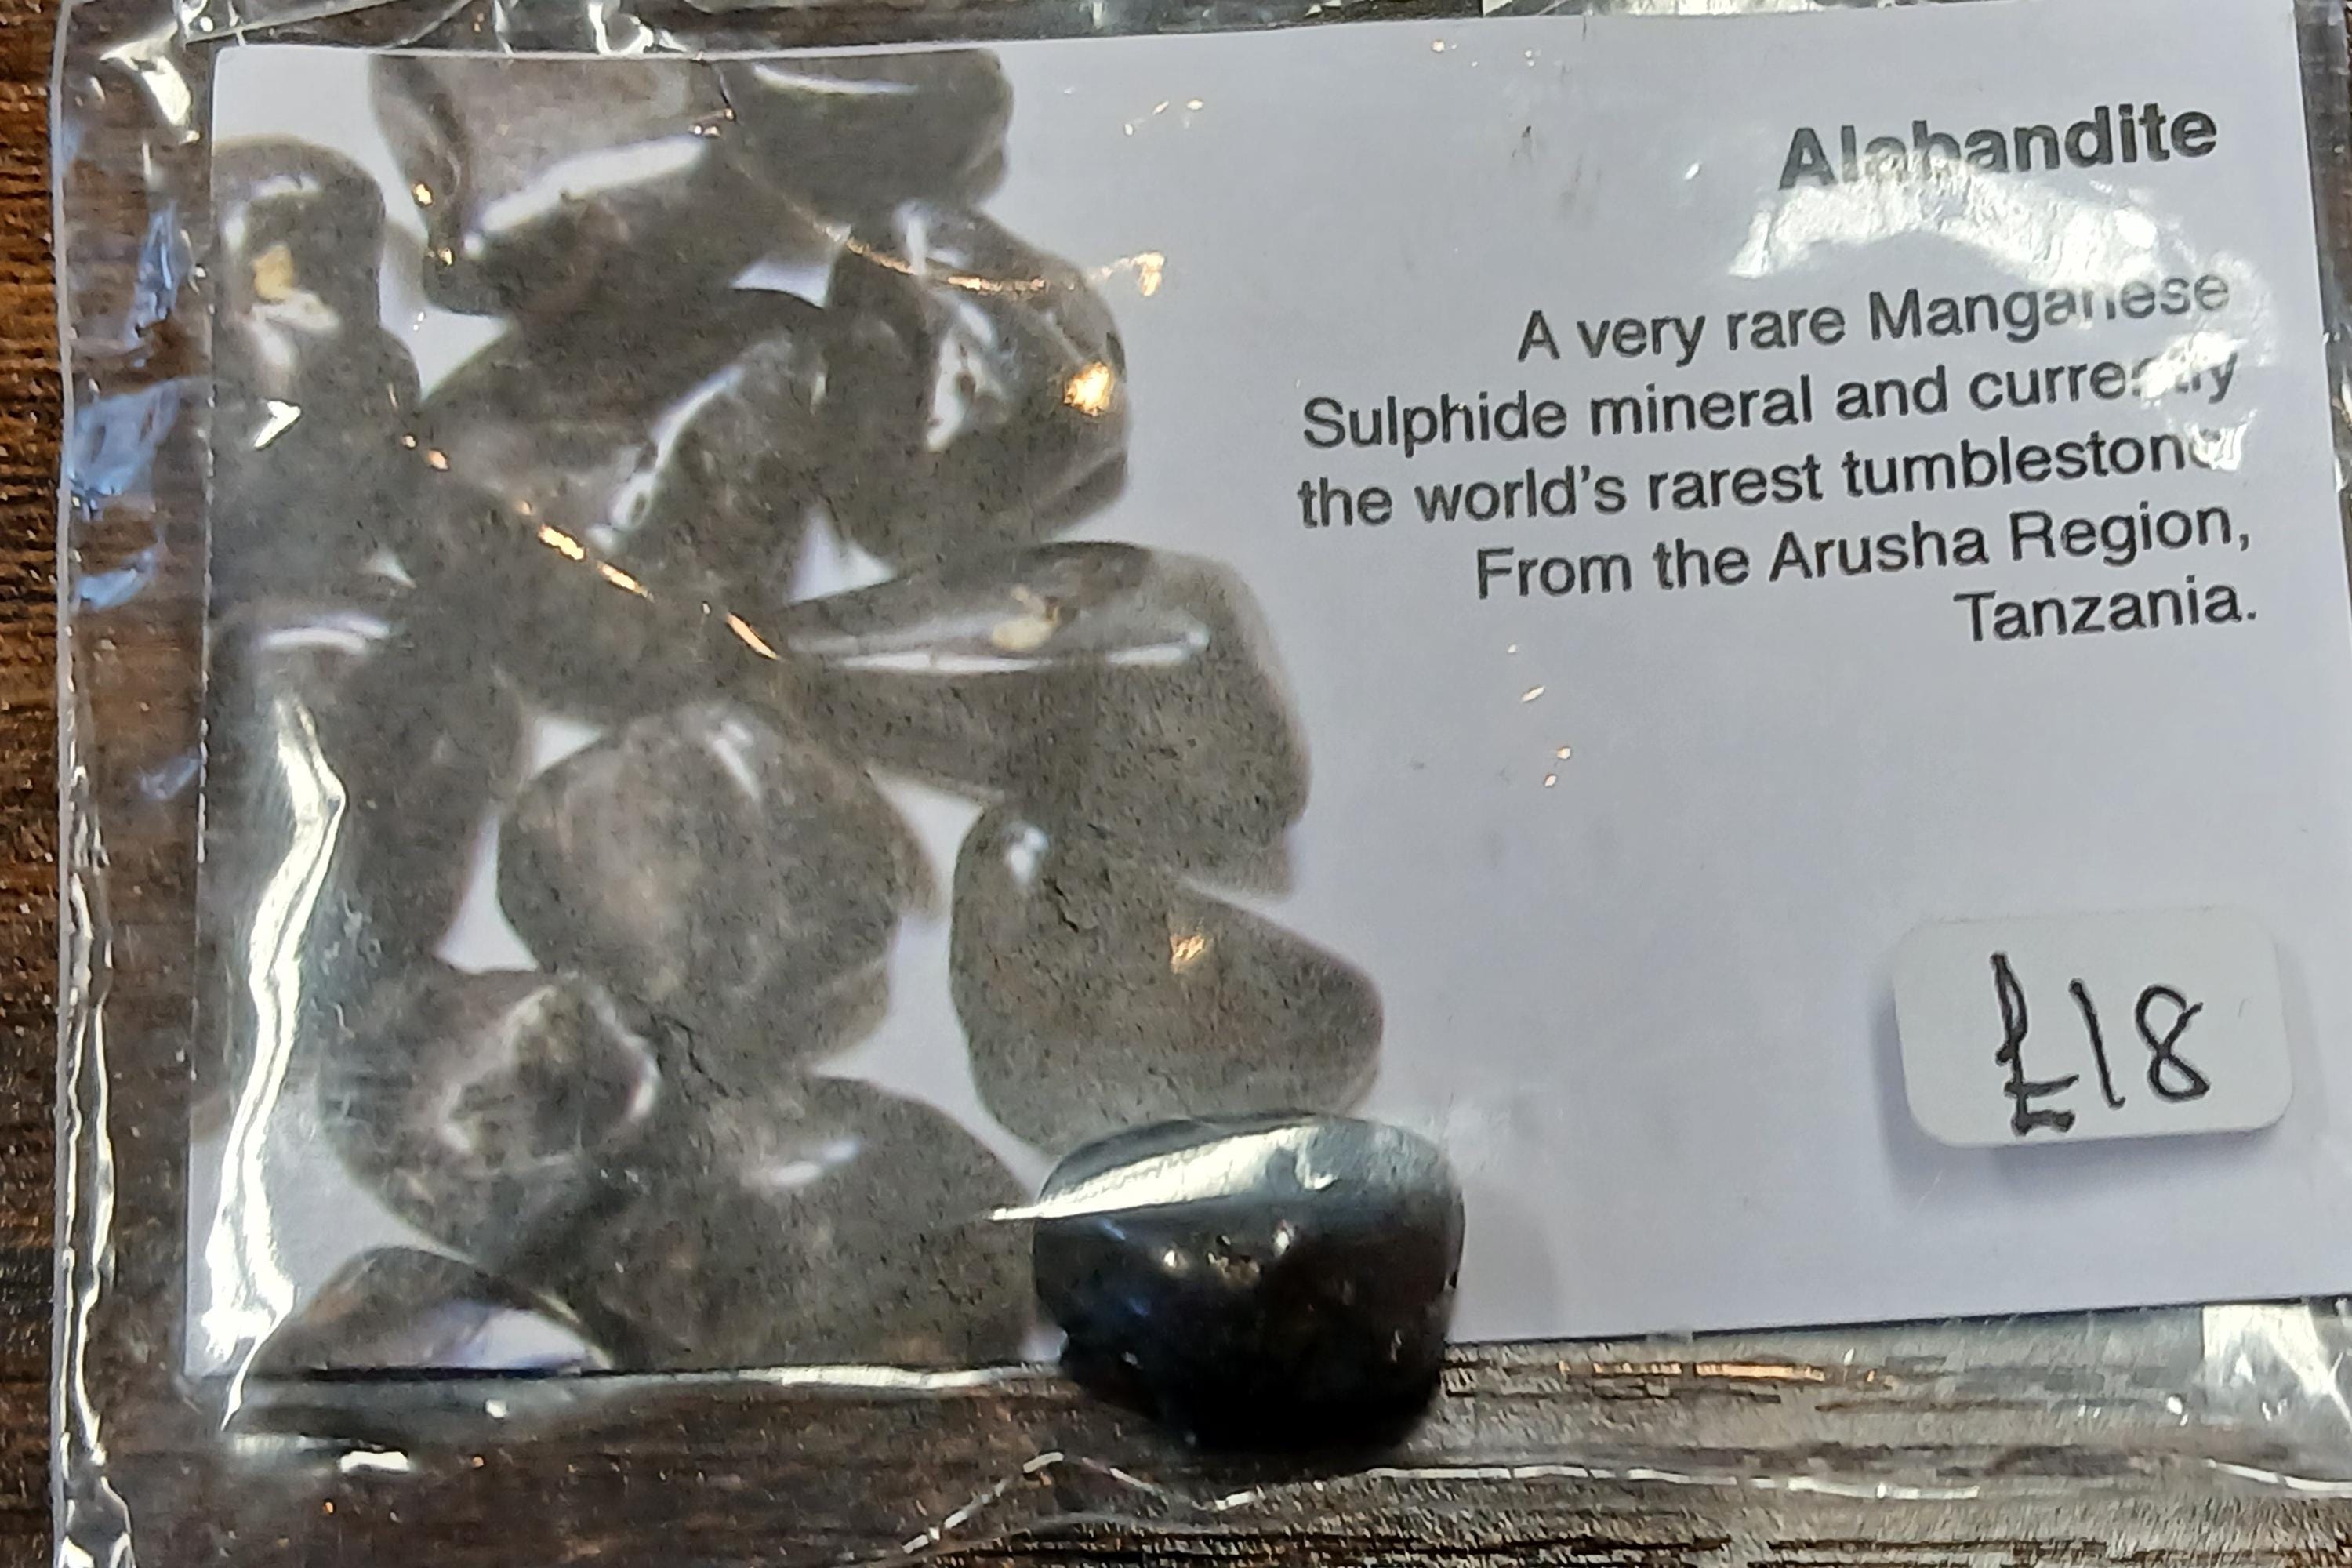 Alabandite
A very rare Manganese
Sulphide mineral and currently
the world's rarest tumblestone
From the Arusha Region,
Tanzania.
£18